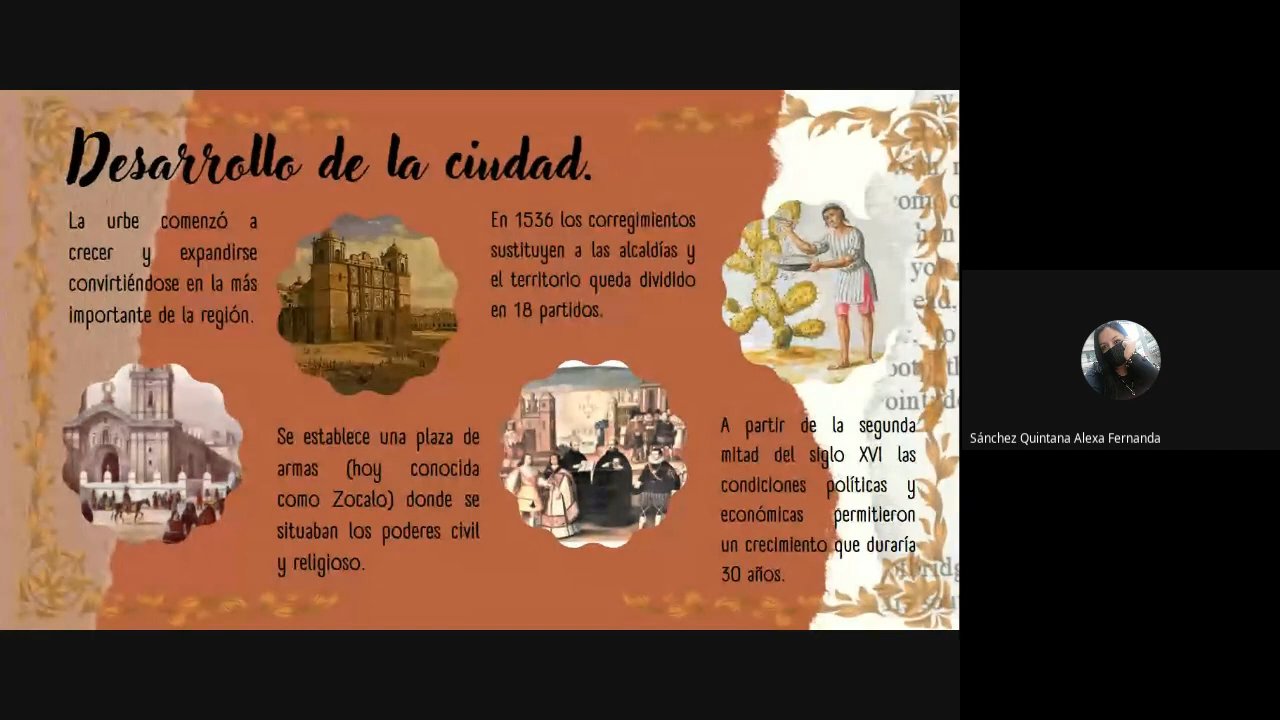 Desarrollo de la ciudad.
La urbe comenzó a
crecer y expandirse
convirtiéndose en la más
importante de la región.
Se establece una plaza de
armas (hoy conocida
como Zocalo) donde se
situaban los poderes civil
y religioso.
En 1536 los corregimientos
sustituyen a las alcaldías y
el territorio queda dividido
en 18 partidos.
A partir de la segunda
mitad del siglo XVI las
condiciones políticas y
económicas permitieron
un crecimiento que duraría
30 años.
Sánchez Quintana Alexa Fernanda